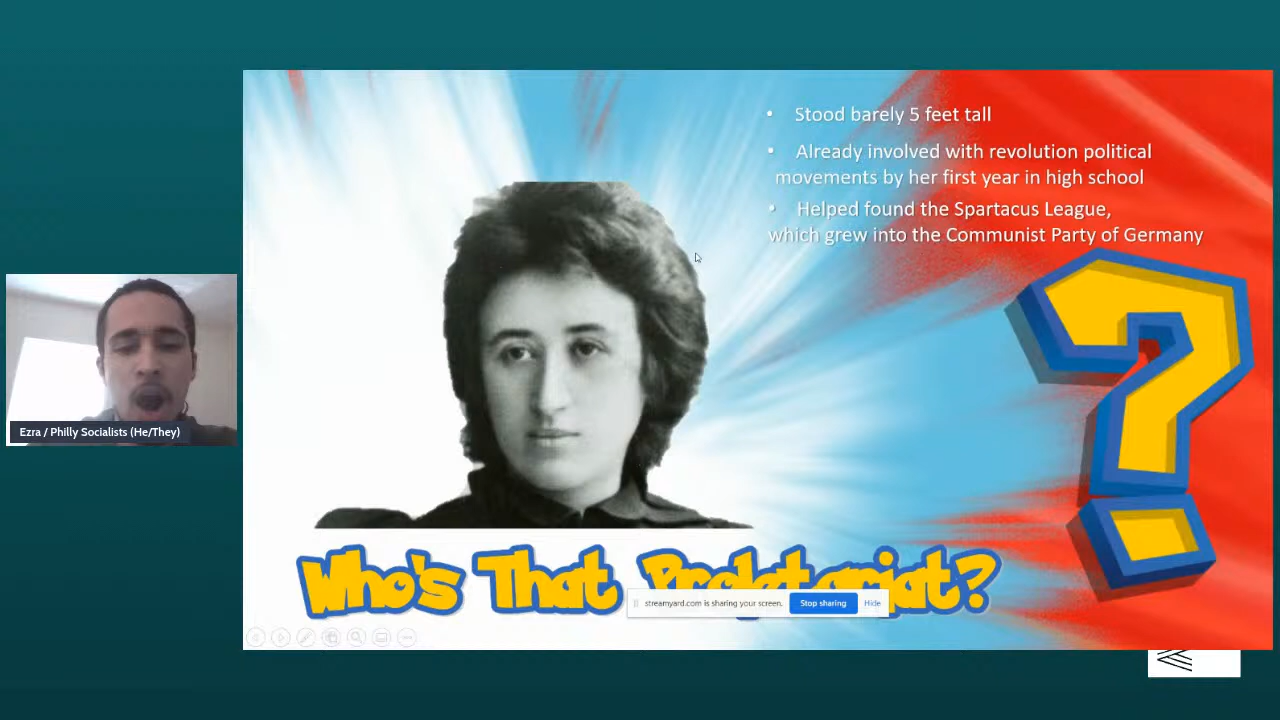 • Stood barely 5 feet tall
• Already involved with revolution political
movements by her first year in high school
• Helped found the Spartacus League,
which grew into the Communist Party of Germany
?
Ezra / Philly Socialists (He/They)
Who's That Proletariat?
streamyard.com is sharing your screen. Stop sharing Hide